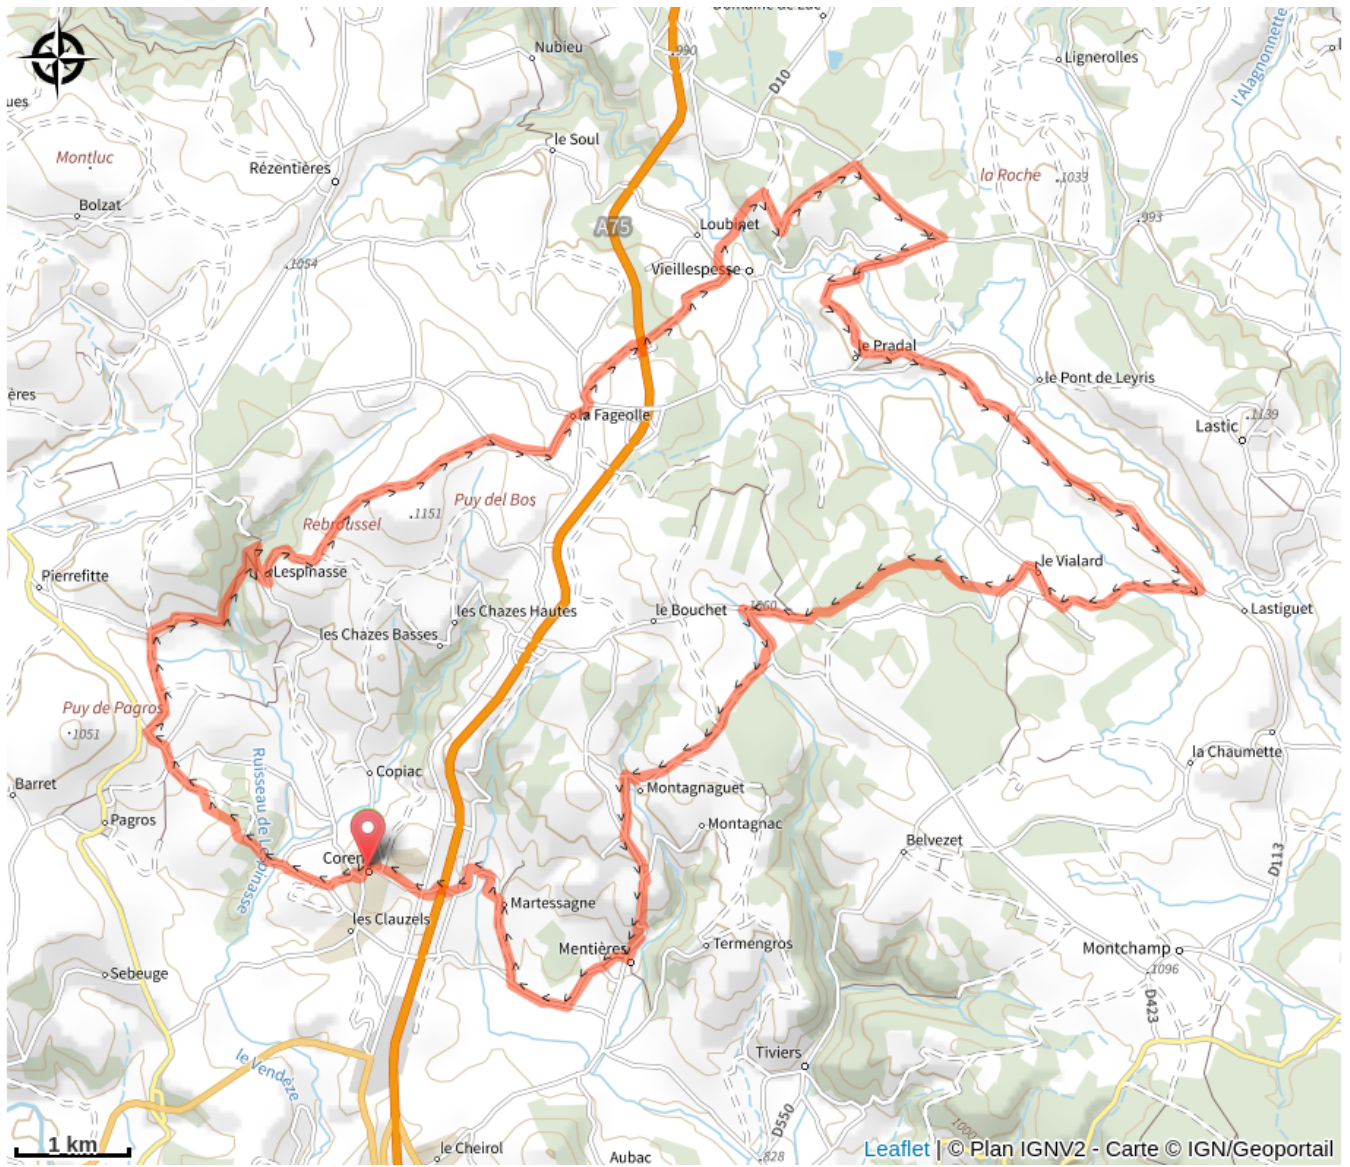 Nubieu
990
D10
Lignerolles
l'Alagnonnette
ues
le Soul
Montluc
Rézentières
la Roche
1033
Bolzat
993
A75
Loubinet
1054
Vieillespesse
le Pradal
le Pont de Leyris
ères
la Fageolle
1139
Lastic
Puy del Bos
1151
Rebroussel
Pierrefitte
Lespinasse
le Vialard
les Chazes Hautes
le Bouchet
1060
Lastiguet
les Chazes Basses
Puy de Pagros
1051
la Chaumette
Copiac
Barret
Montagnaguet
Pagros
Montagnac
Ruisseau de Lespinasse
Belvezet
Coren
D113
Martessagne
les Clauzels
Mentières
Termengros
Montchamp
Sebeuge
1096
D423
le Vendèze
Tiviers
D550
1000
1 km
le Cheirol
Aubac
828
Leaflet | © Plan IGNV2 - Carte © IGN/Geoportail